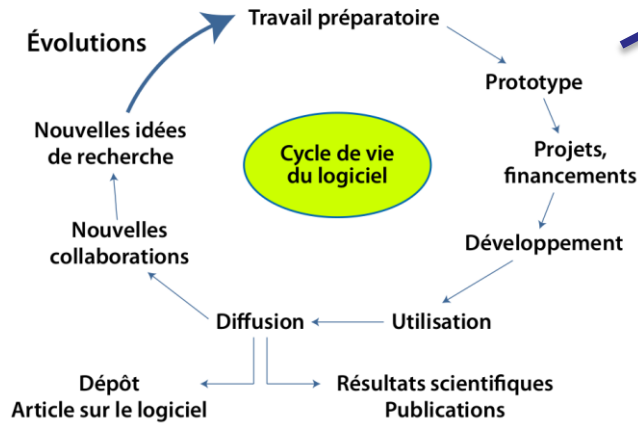 Travail préparatoire
Évolutions
Prototype
Nouvelles idées
de recherche
Cycle de vie
du logiciel
Projets,
financements
Nouvelles
collaborations
Développement
Diffusion
Utilisation
Dépôt
Article sur le logiciel
Résultats scientifiques
Publications